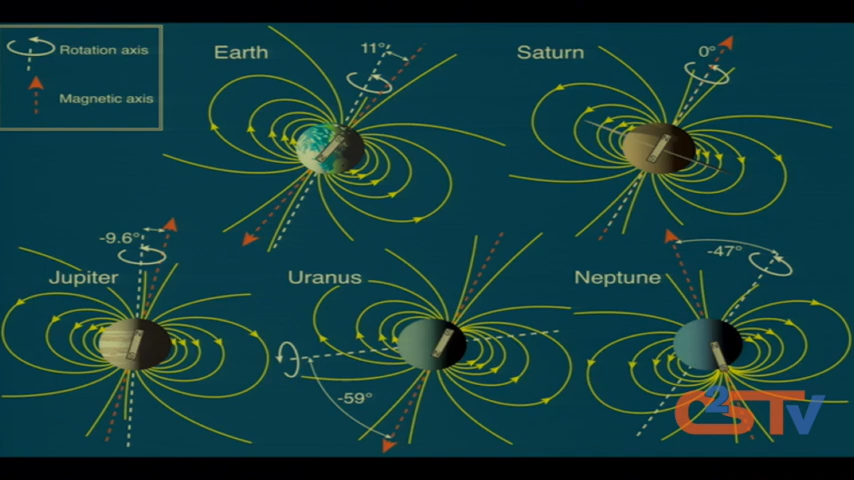 Rotation axis
Magnetic axis
Earth
11°
Saturn
0°
Jupiter
-9.6°
Uranus
-59°
Neptune
-47°
C2STV